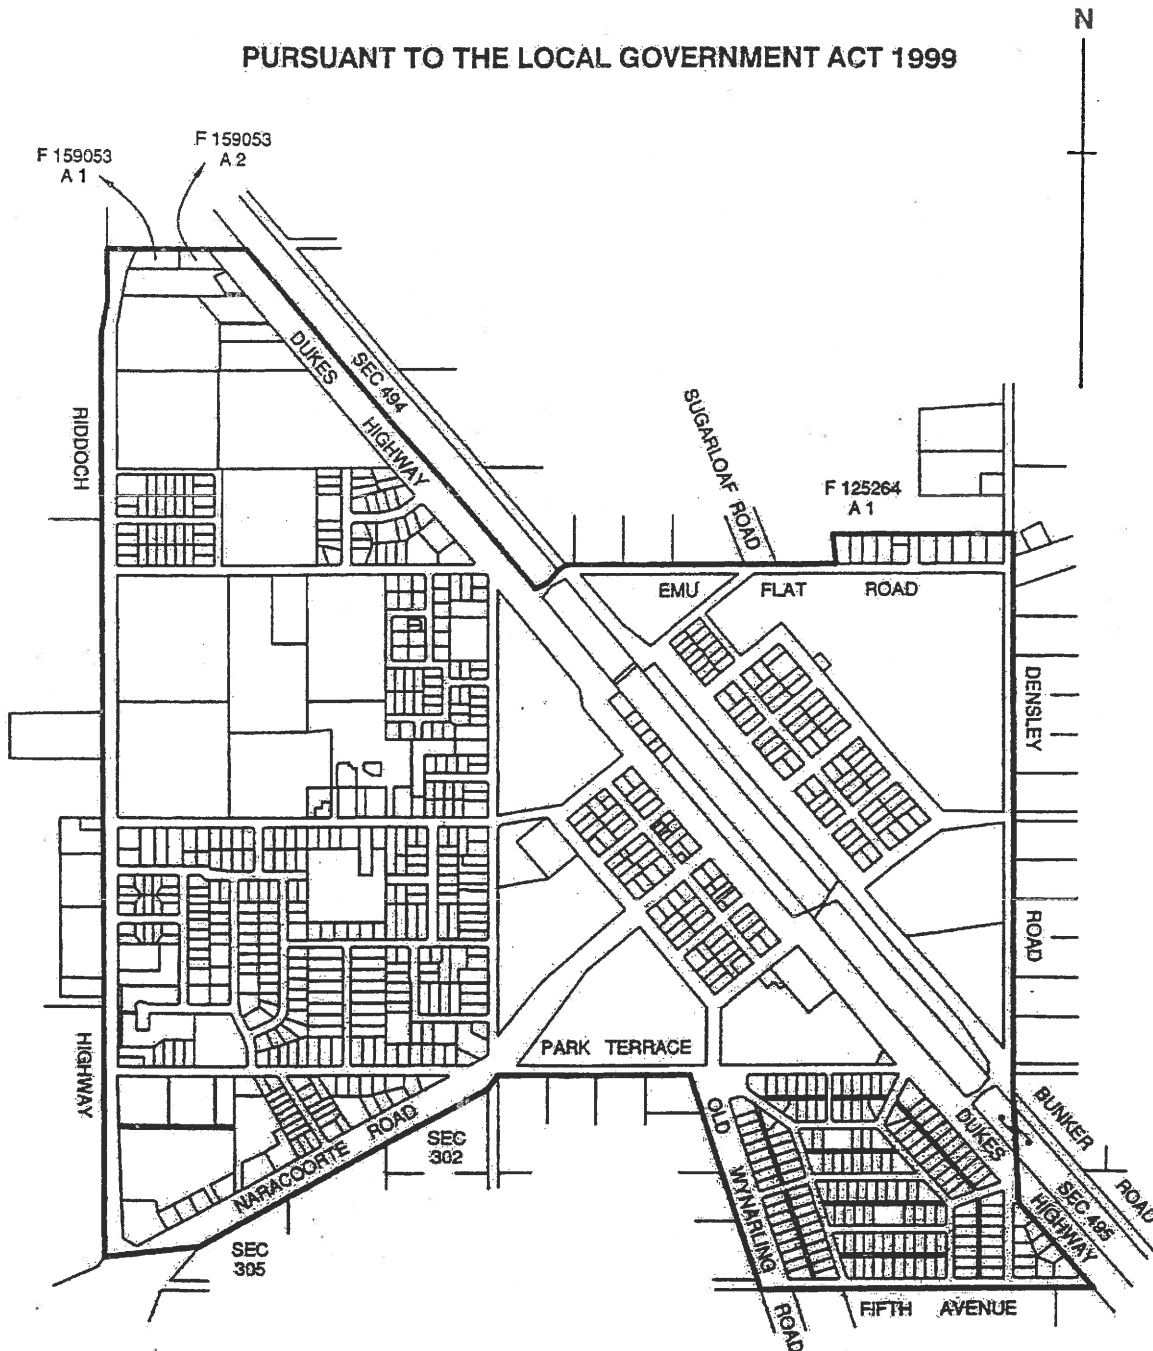 N
PURSUANT TO THE LOCAL GOVERNMENT ACT 1999
F 159053
A 2
F 159053
A 1
DUKES HIGHWAY
SEC 494
RIDDOCH HIGHWAY
SUGARLOAF ROAD
F 125264
A 1
EMU FLAT ROAD
DENSLEY ROAD
PARK TERRACE
NARACOORTE ROAD
SEC
302
SEC
305
OLD WYNARLING ROAD
DUKES HIGHWAY
BUNKER ROAD
SEC 495
FIFTH AVENUE